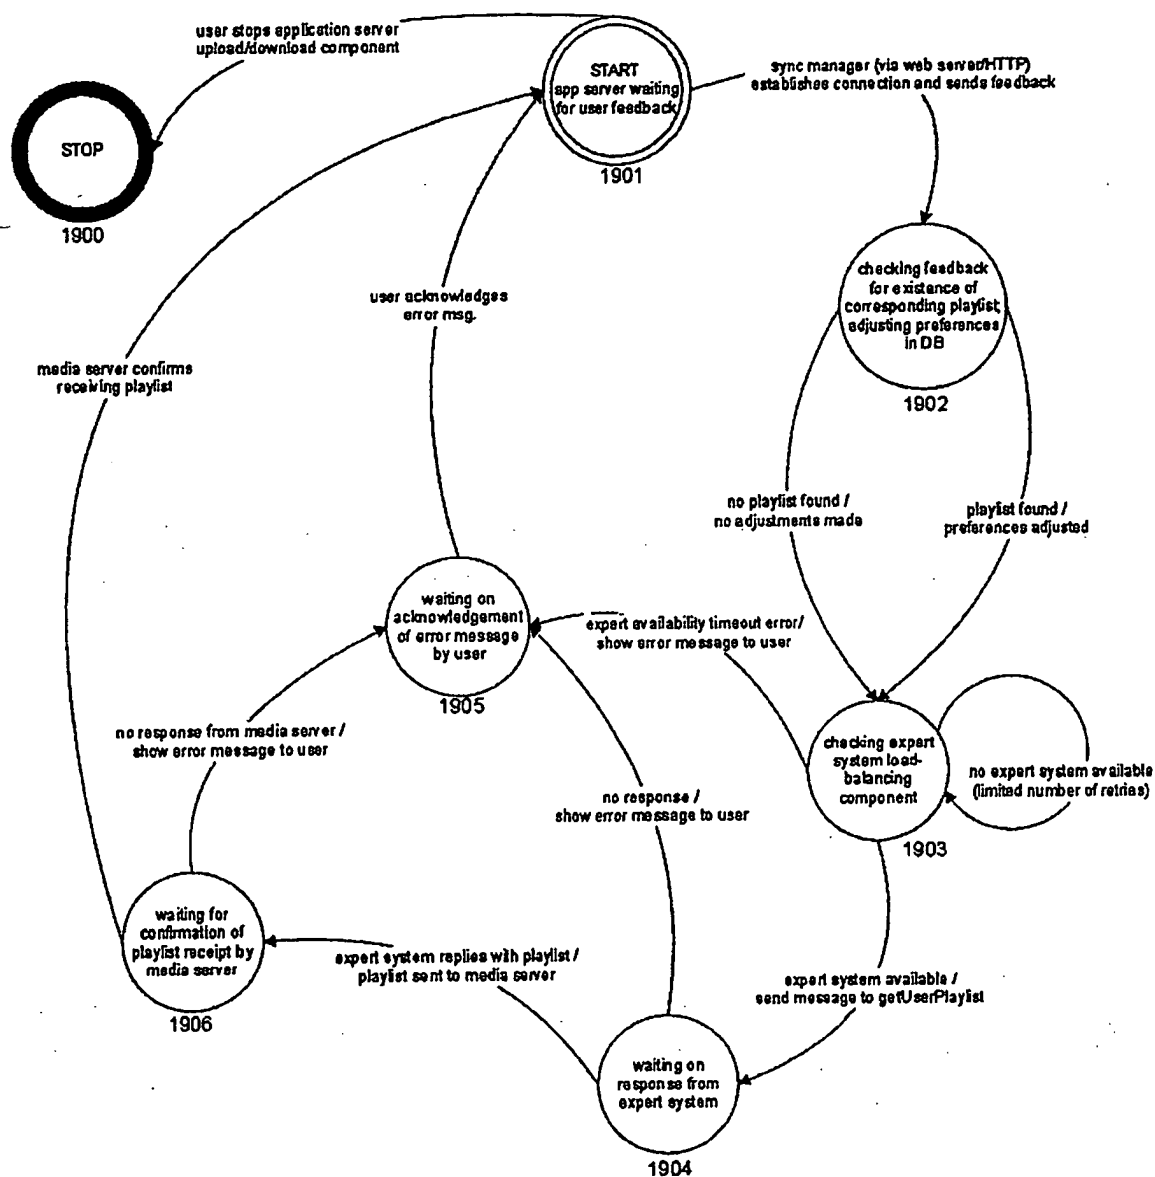 user stops application server
upload/download component
START
app server waiting
for user feedback
1901
sync manager (via web server/HTTP)
establishes connection and sends feedback
STOP
1900
checking feedback
for existence of
corresponding playlist;
adjusting preferences
in DB
1902
user acknowledges
error msg.
media server confirms
receiving playlist
no playlist found /
no adjustments made
playlist found /
preferences adjusted
waiting on
acknowledgement
of error message
by user
1905
expert availability timeout error/
show error message to user
no response from media server /
show error message to user
checking expert
system load-
balancing
component
1903
no expert system available
(limited number of retries)
no response /
show error message to user
waiting for
confirmation of
playlist receipt by
media server
1906
expert system replies with playlist /
playlist sent to media server
expert system available /
send message to getUserPlaylist
waiting on
response from
expert system
1904